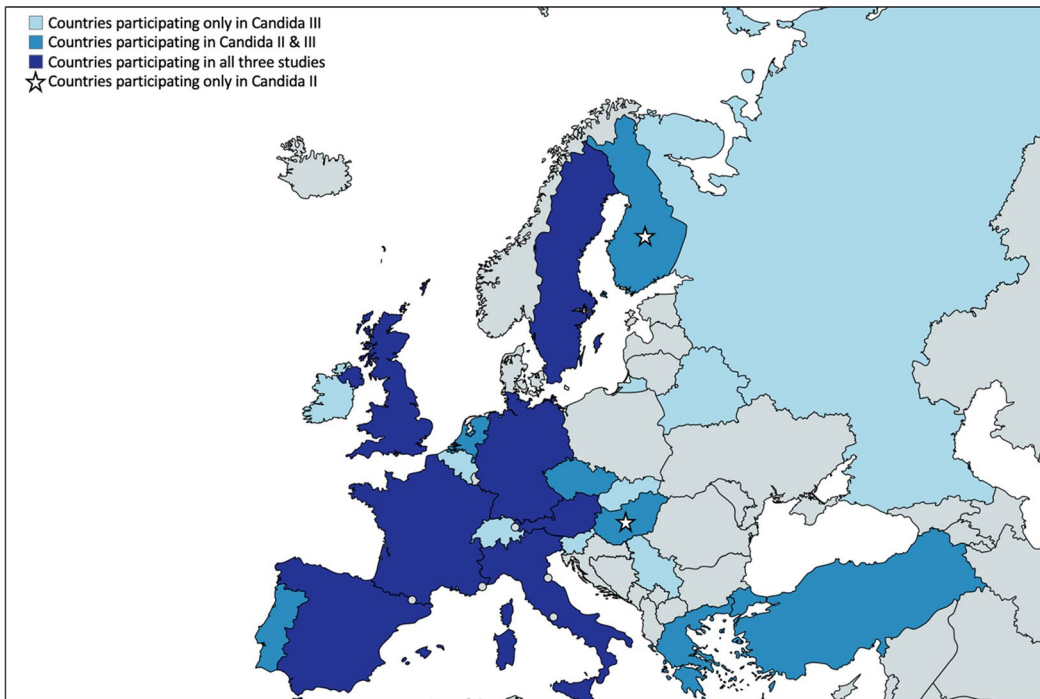 Countries participating only in Candida III
Countries participating in Candida II & III
Countries participating in all three studies
Countries participating only in Candida II